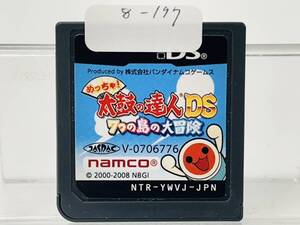 8-197
DS
Produced by 株式会社バンダイナムコゲームス
めっちゃ!
太鼓の達人DS
7つの島の大冒険
V-0706776
namco®
© 2000-2008 NBGI
NTR-YWVJ-JPN